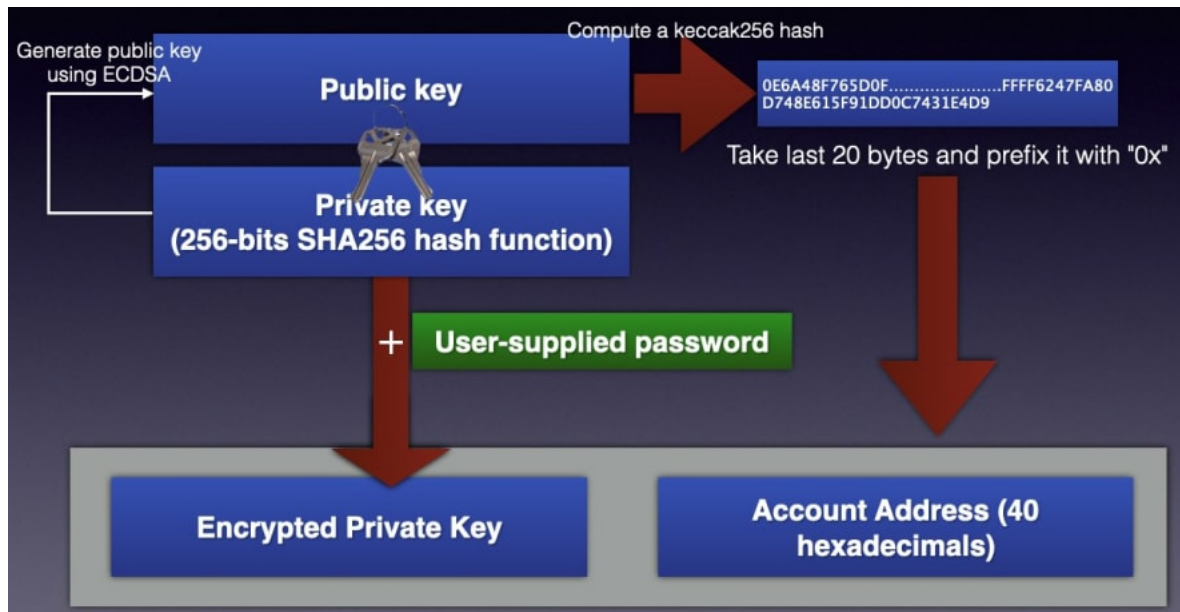 Generate public key
using ECDSA
Public key
Compute a keccak256 hash
0E6A48F765D0F......................FFFF6247FA80
D748E615F91DD0C7431E4D9
Take last 20 bytes and prefix it with "0x"
Private key
(256-bits SHA256 hash function)
+
User-supplied password
Encrypted Private Key
Account Address (40
hexadecimals)